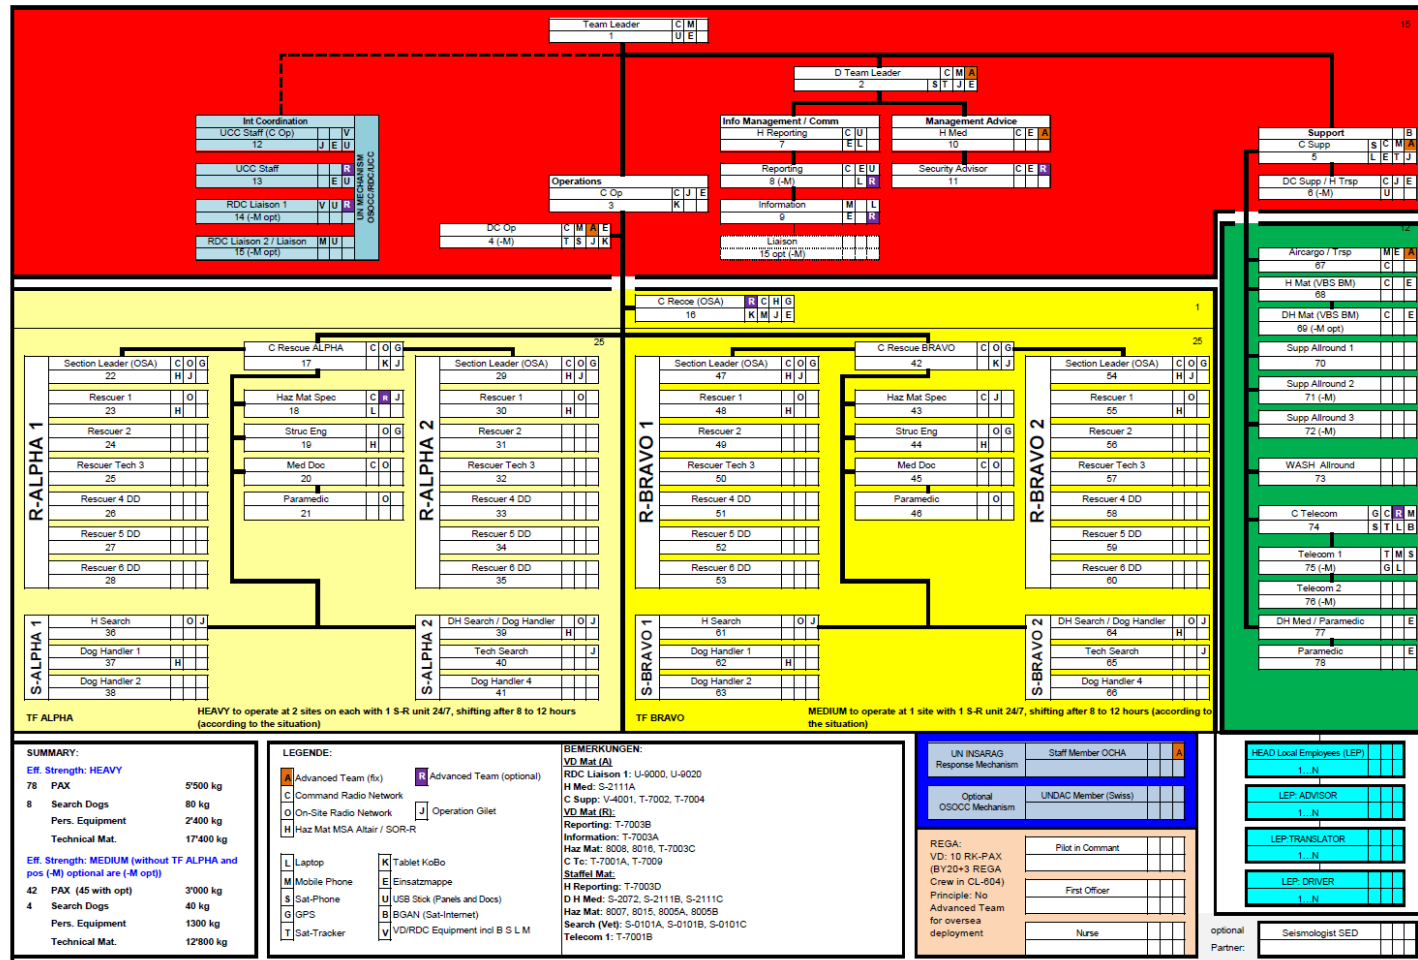 15
Team Leader C M
1 U E
D Team Leader C M A
2 S T J E
Int Coordination
UCC Staff (C Op) V
12 J E U
UCC Staff R
13 E U
RDC Liaison 1 V U R
14 (-M opt)
RDC Liaison 2 / Liaison M U
15 (-M opt)
UN MECHANISM
OSOCC/RDC/UCC
Operations
C Op C J E
3 K
DC Op C M A E
4 (-M) T S J K
Info Management / Comm
H Reporting C U
7 E L
Reporting C E U
8 (-M) L R
Information M L
9 E R
Liaison
15 opt (-M)
Management Advice
H Med C E A
10
Security Advisor C E R
11
Support B
C Supp S C M A
5 L E T J
DC Supp / H Trsp C J E
6 (-M) U
C Recce (OSA) R C H G
16 K M J E
1
25
C Rescue ALPHA C O G
17 K J
R-ALPHA 1
Section Leader (OSA) C O G
22 H J
Rescuer 1 O
23 H
Rescuer 2
24
Rescuer Tech 3
25
Rescuer 4 DD
26
Rescuer 5 DD
27
Rescuer 6 DD
28
Haz Mat Spec C R J
18 L
Struc Eng O G
19 H
Med Doc C O
20
Paramedic O
21
R-ALPHA 2
Section Leader (OSA) C O G
29 H J
Rescuer 1 O
30 H
Rescuer 2
31
Rescuer Tech 3
32
Rescuer 4 DD
33
Rescuer 5 DD
34
Rescuer 6 DD
35
S-ALPHA 1
H Search O J
36
Dog Handler 1
37 H
Dog Handler 2
38
S-ALPHA 2
DH Search / Dog Handler O J
39 H
Tech Search J
40
Dog Handler 4
41
TF ALPHA
HEAVY to operate at 2 sites on each with 1 S-R unit 24/7, shifting after 8 to 12 hours
(according to the situation)
25
C Rescue BRAVO C O G
42 K J
R-BRAVO 1
Section Leader (OSA) C O G
47 H J
Rescuer 1 O
48 H
Rescuer 2
49
Rescuer Tech 3
50
Rescuer 4 DD
51
Rescuer 5 DD
52
Rescuer 6 DD
53
Haz Mat Spec C J
43
Struc Eng O G
44 H
Med Doc C O
45
Paramedic O
46
R-BRAVO 2
Section Leader (OSA) C O G
54 H J
Rescuer 1 O
55 H
Rescuer 2
56
Rescuer Tech 3
57
Rescuer 4 DD
58
Rescuer 5 DD
59
Rescuer 6 DD
60
S-BRAVO 1
H Search O J
61
Dog Handler 1
62 H
Dog Handler 2
63
S-BRAVO 2
DH Search / Dog Handler O J
64 H
Tech Search J
65
Dog Handler 4
66
TF BRAVO
MEDIUM to operate at 1 site with 1 S-R unit 24/7, shifting after 8 to 12 hours (according to
the situation)
12
Aircargo / Trsp M E A
67 C
H Mat (VBS BM) C E
68
DH Mat (VBS BM) C E
69 (-M opt)
Supp Allround 1
70
Supp Allround 2
71 (-M)
Supp Allround 3
72 (-M)
WASH Allround
73
C Telecom G C R M
74 S T L B
Telecom 1 T M S
75 (-M) G L
Telecom 2
76 (-M)
DH Med / Paramedic E
77
Paramedic E
78
SUMMARY:
Eff. Strength: HEAVY
78 PAX 5'500 kg
8 Search Dogs 80 kg
Pers. Equipment 2'400 kg
Technical Mat. 17'400 kg
Eff. Strength: MEDIUM (without TF ALPHA and
pos (-M) optional are (-M opt))
42 PAX (45 with opt) 3'000 kg
4 Search Dogs 40 kg
Pers. Equipment 1300 kg
Technical Mat. 12'800 kg
LEGENDE:
A Advanced Team (fix)
R Advanced Team (optional)
C Command Radio Network
O On-Site Radio Network
J Operation Gilet
H Haz Mat MSA Altair / SOR-R
L Laptop
K Tablet KoBo
M Mobile Phone
E Einsatzmappe
S Sat-Phone
U USB Stick (Panels and Docs)
G GPS
B BGAN (Sat-Internet)
T Sat-Tracker
V VD/RDC Equipment incl B S L M
BEMERKUNGEN:
VD Mat (A)
RDC Liaison 1: U-9000, U-9020
H Med: S-2111A
C Supp: V-4001, T-7002, T-7004
VD Mat (R):
Reporting: T-7003B
Information: T-7003A
Haz Mat: 8008, 8016, T-7003C
C Tc: T-7001A, T-7009
Staffel Mat:
H Reporting: T-7003D
D H Med: S-2072, S-2111B, S-2111C
Haz Mat: 8007, 8015, 8005A, 8005B
Search (Vet): S-0101A, S-0101B, S-0101C
Telecom 1: T-7001B
UN INSARAG
Response Mechanism
Staff Member OCHA A
Optional
OSOCC Mechanism
UNDAC Member (Swiss)
REGA:
VD: 10 RK-PAX
(BY20+3 REGA
Crew in CL-604)
Principle: No
Advanced Team
for oversea
deployment
Pilot in Commant
First Officer
Nurse
HEAD Local Employees (LEP)
1...N
LEP: ADVISOR
1...N
LEP:TRANSLATOR
1...N
LEP: DRIVER
1...N
optional
Partner:
Seismologist SED